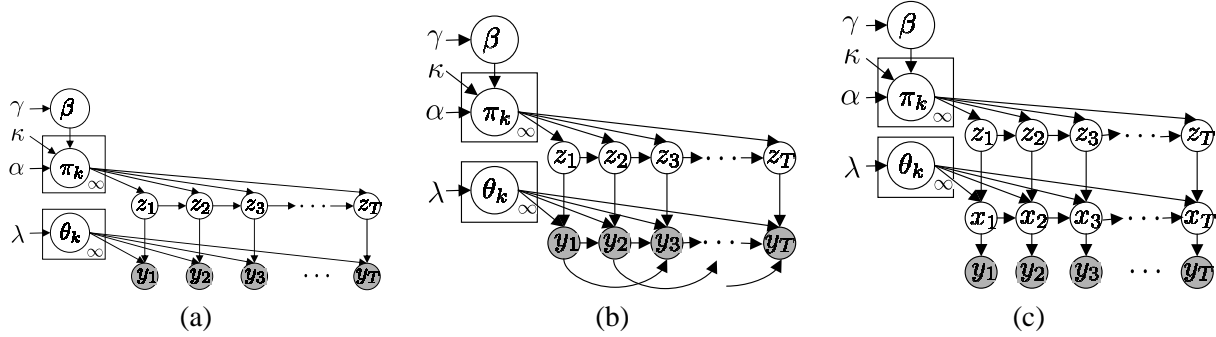 γ β
κ
α π_k ∞
z_1 z_2 z_3 ··· z_T
λ θ_k ∞
y_1 y_2 y_3 ··· y_T
(a)
γ β
κ
α π_k ∞
z_1 z_2 z_3 ··· z_T
λ θ_k ∞
y_1 y_2 y_3 ··· y_T
(b)
γ β
κ
α π_k ∞
z_1 z_2 z_3 ··· z_T
λ θ_k ∞
x_1 x_2 x_3 ··· x_T
y_1 y_2 y_3 ··· y_T
(c)